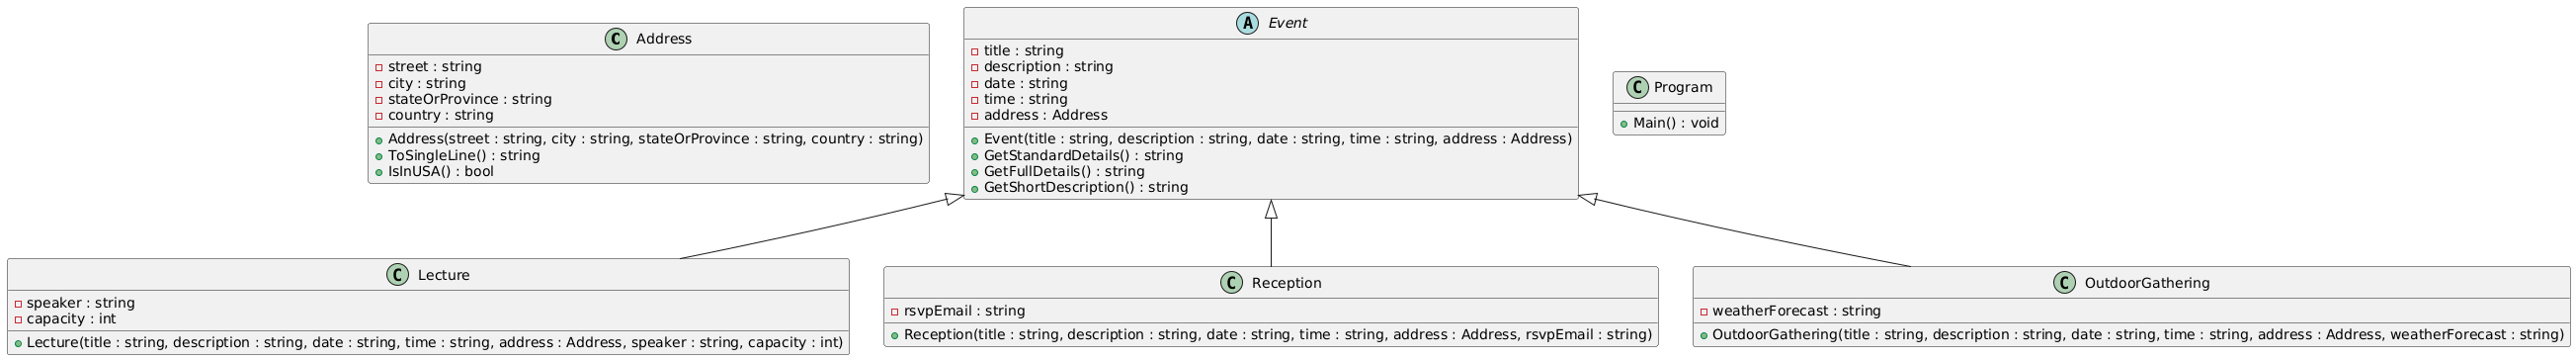 C Address
street : string
city : string
stateOrProvince : string
country : string
Address(street : string, city : string, stateOrProvince : string, country : string)
ToSingleLine() : string
IsInUSA() : bool
A Event
title : string
description : string
date : string
time : string
address : Address
Event(title : string, description : string, date : string, time : string, address : Address)
GetStandardDetails() : string
GetFullDetails() : string
GetShortDescription() : string
C Program
Main() : void
C Lecture
speaker : string
capacity : int
Lecture(title : string, description : string, date : string, time : string, address : Address, speaker : string, capacity : int)
C Reception
rsvpEmail : string
Reception(title : string, description : string, date : string, time : string, address : Address, rsvpEmail : string)
C OutdoorGathering
weatherForecast : string
OutdoorGathering(title : string, description : string, date : string, time : string, address : Address, weatherForecast : string)